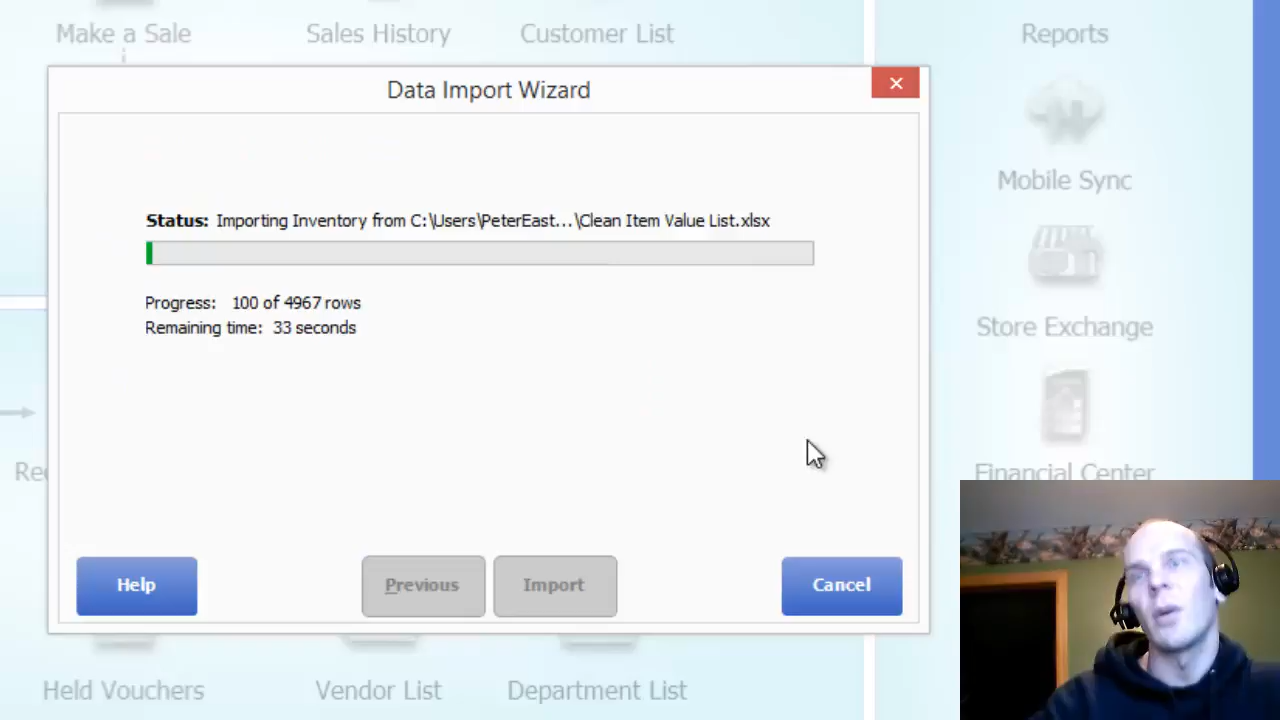 Make a Sale
Sales History
Customer List
Reports
Data Import Wizard
Mobile Sync
Status: Importing Inventory from C:\Users\PeterEast...\Clean Item Value List.xlsx
Progress: 100 of 4967 rows
Remaining time: 33 seconds
Store Exchange
Financial Center
Help
Previous
Import
Cancel
Held Vouchers
Vendor List
Department List